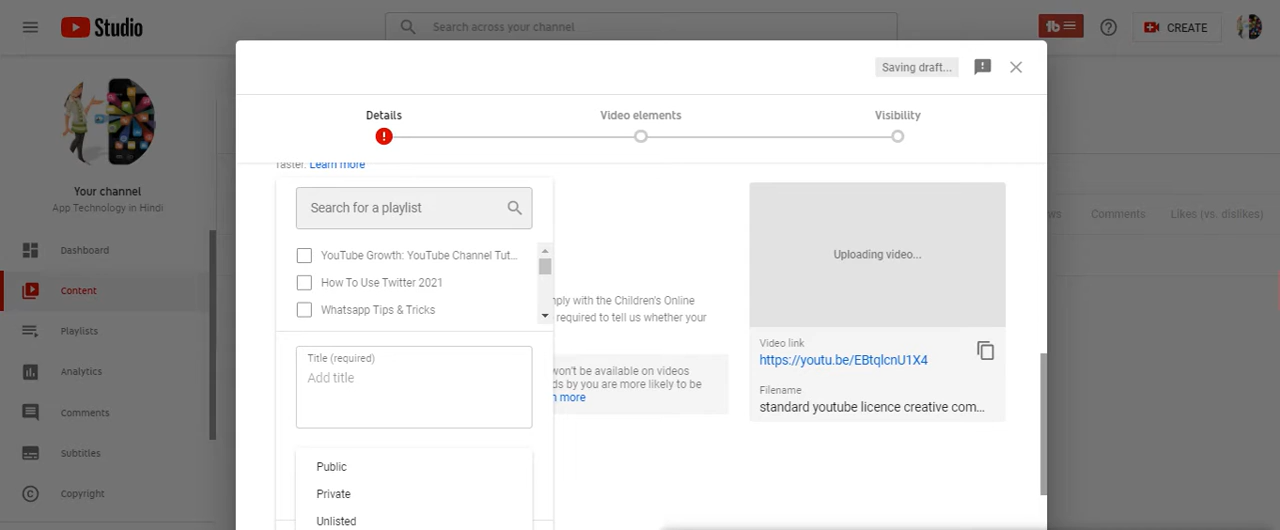 Studio
Search across your channel
CREATE
Saving draft...
Details
Video elements
Visibility
Your channel
App Technology in Hindi
Dashboard
Content
Playlists
Analytics
Comments
Subtitles
Copyright
faster. Learn more
Search for a playlist
YouTube Growth: YouTube Channel Tut...
How To Use Twitter 2021
Whatsapp Tips & Tricks
Title (required)
Add title
Public
Private
Unlisted
mply with the Children's Online
required to tell us whether your
won't be available on videos
ds by you are more likely to be
n more
Uploading video...
Video link
https://youtu.be/EBtqlcnU1X4
Filename
standard youtube licence creative com...
ws Comments Likes (vs. dislikes)